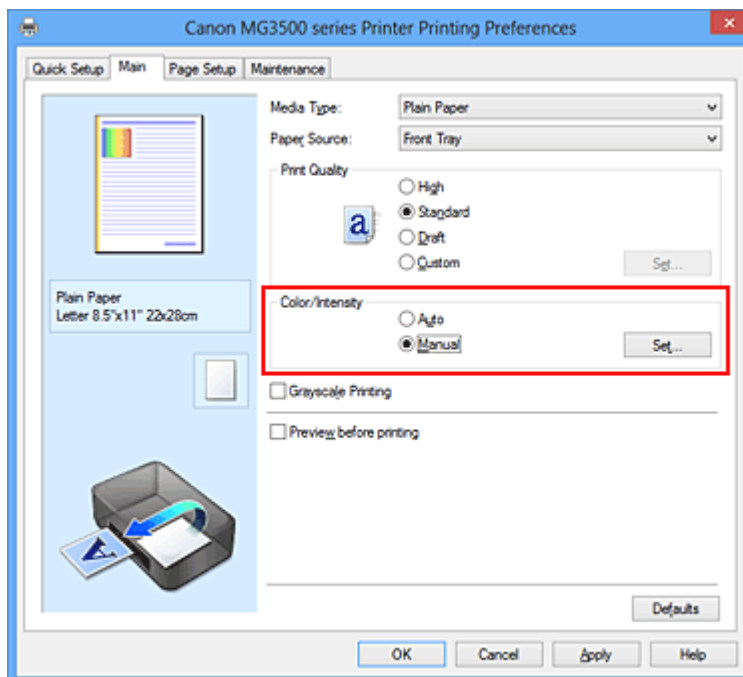 Canon MG3500 series Printer Printing Preferences
Quick Setup Main Page Setup Maintenance
Media Type: Plain Paper
Paper Source: Front Tray
Print Quality
High
a Standard
Draft
Custom Set...
Plain Paper
Letter 8.5"x11" 22x28cm
Color/Intensity
Auto
Manual Set...
Grayscale Printing
Preview before printing
A
Defaults
OK Cancel Apply Help